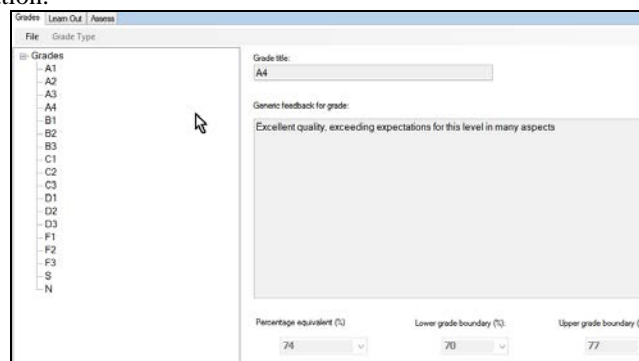 ation.
Grades Learn Out Assess
File Grade Type
Grades
A1
A2
A3
A4
B1
B2
B3
C1
C2
C3
D1
D2
D3
F1
F2
F3
S
N
Grade title:
A4
Generic feedback for grade:
Excellent quality, exceeding expectations for this level in many aspects
Percentage equivalent (%) Lower grade boundary (%): Upper grade boundary (
74 70 77